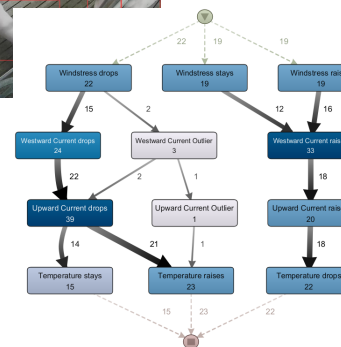 22 19 19
Windstress drops Windstress stays Windstress rais
22 19 19
15 2 12 16
Westward Current drops Westward Current Outlier Westward Current raise
24 3 33
22 2 1 18
Upward Current drops Upward Current Outlier Upward Current raises
39 1 20
14 21 1 18
Temperature stays Temperature raises Temperature drops
15 23 22
15 23 22